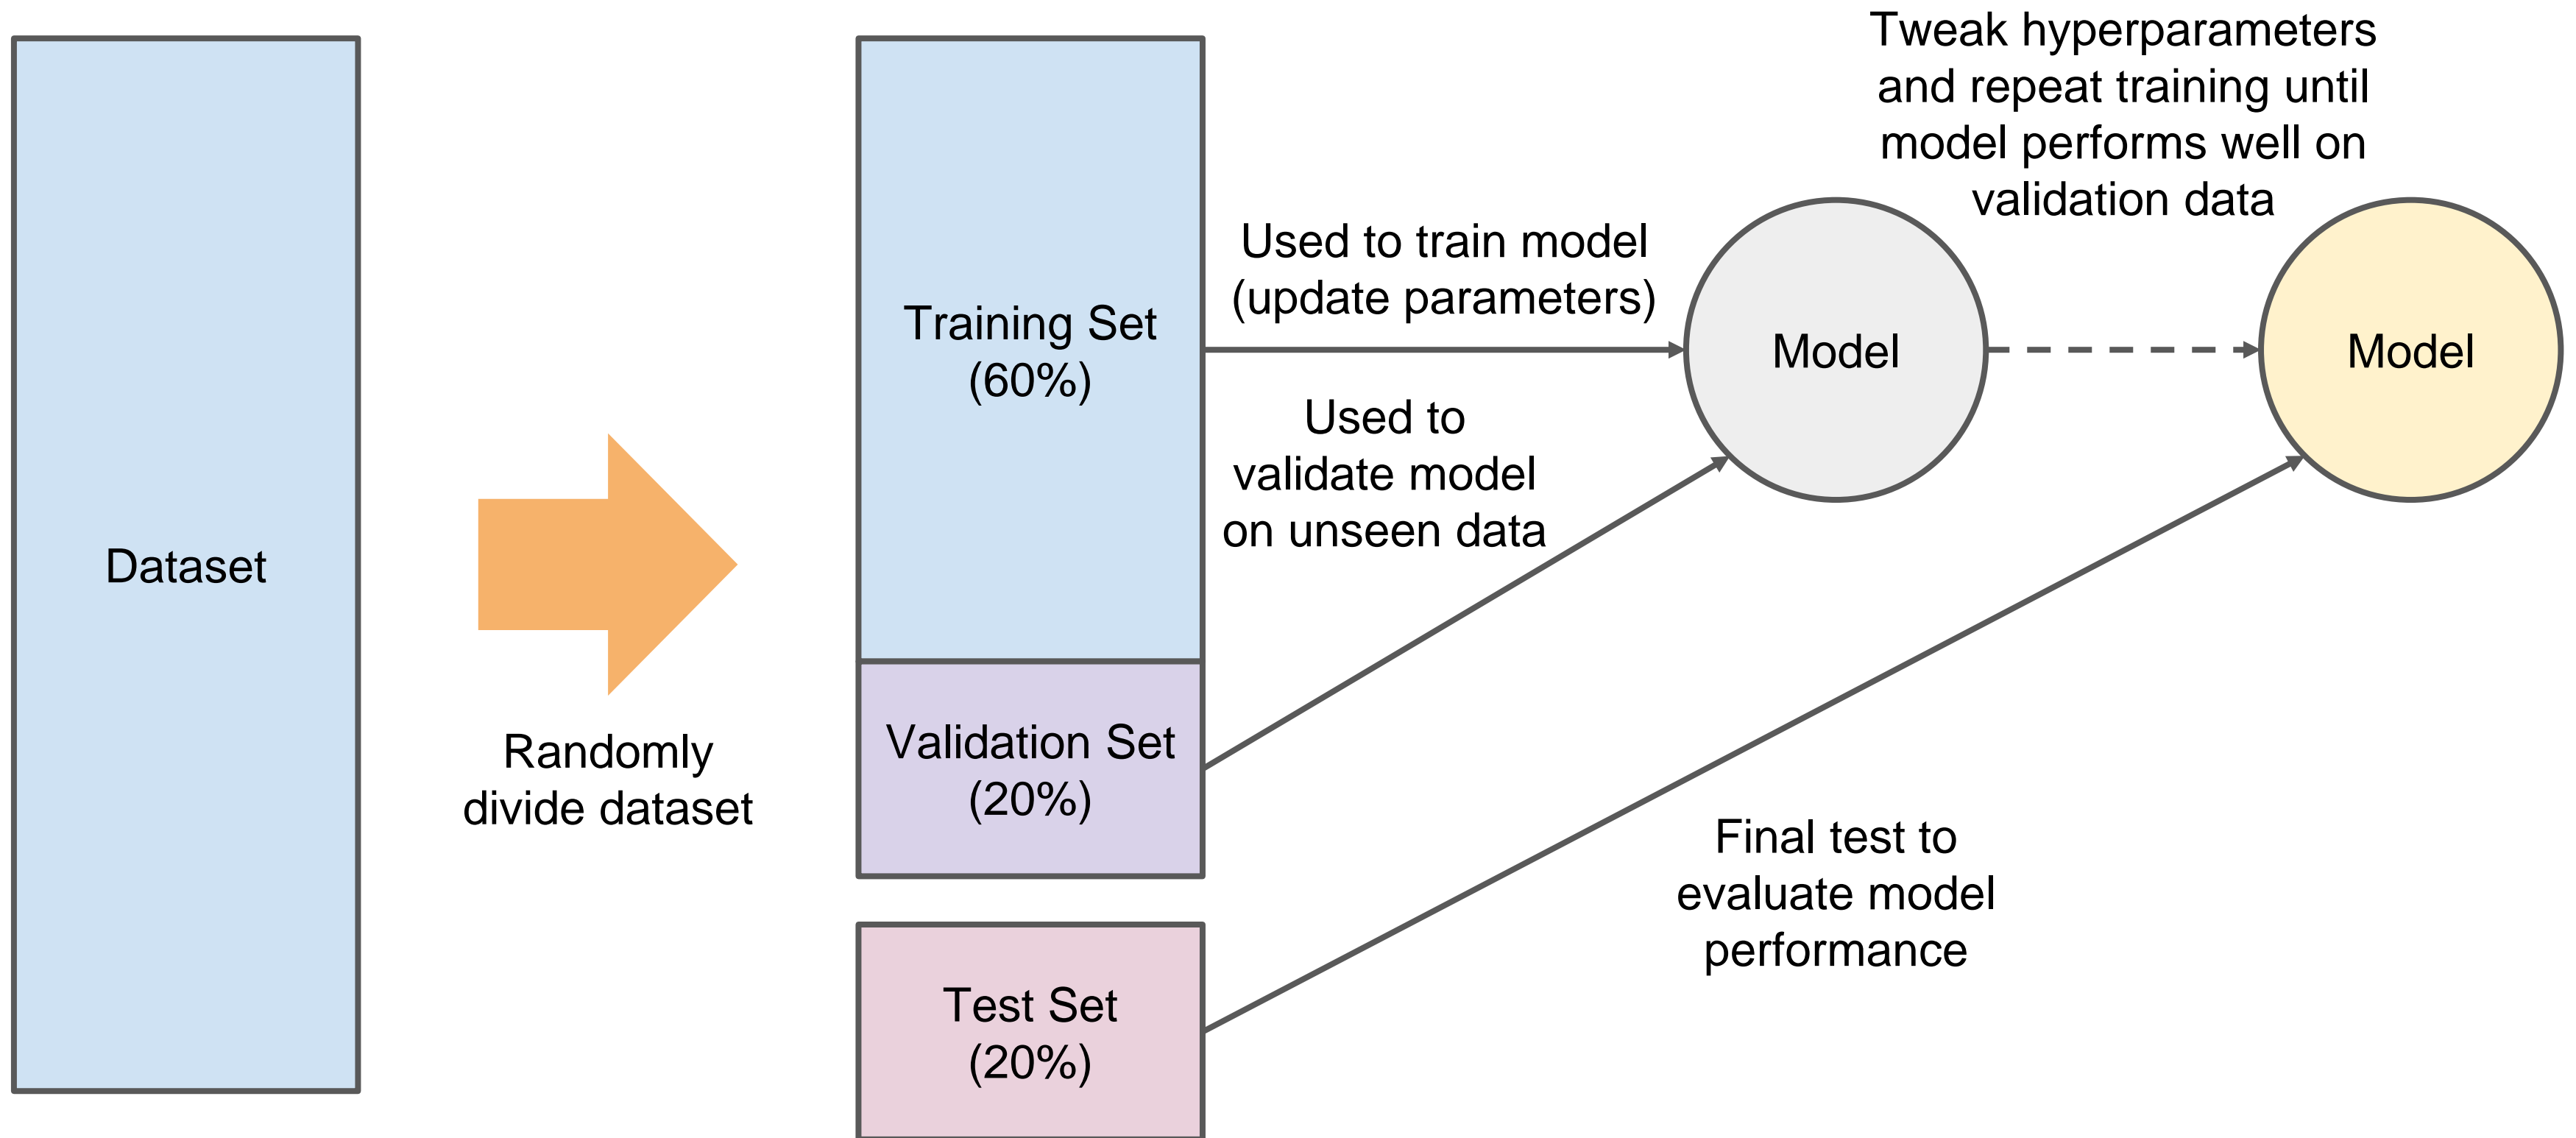 Dataset
Randomly
divide dataset
Training Set
(60%)
Validation Set
(20%)
Test Set
(20%)
Used to train model
(update parameters)
Used to
validate model
on unseen data
Model
Tweak hyperparameters
and repeat training until
model performs well on
validation data
Model
Final test to
evaluate model
performance